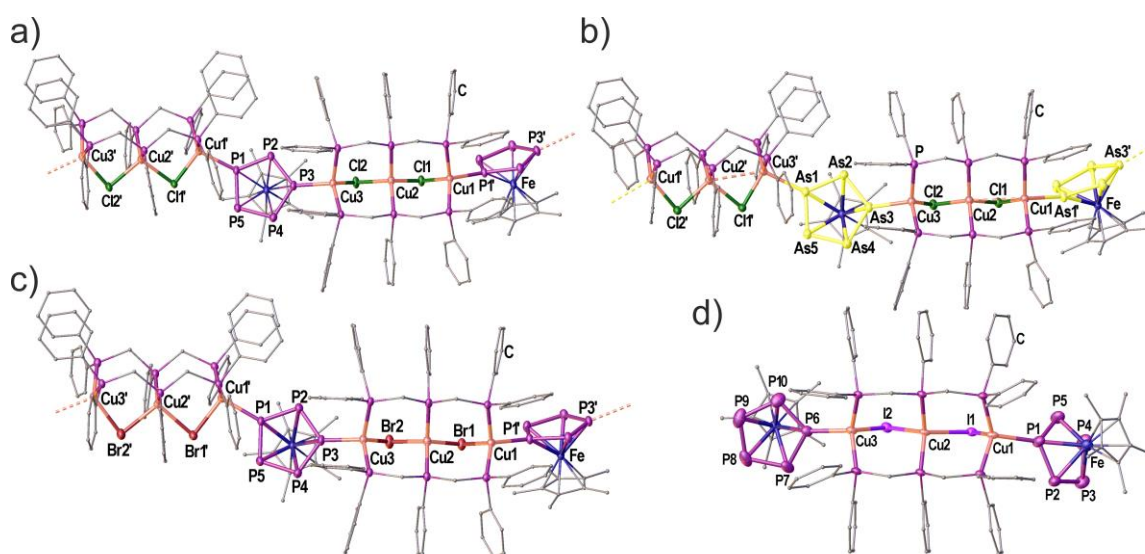 a)
C
P3'
Cu1'
P2
Cl2
Cl1
Cu3'
Cu2'
P1
P3
Cu1
P1'
Cl2'
Cl1'
Cu3
Cu2
Fe
P5
P4
b)
C
As3'
Cu2'
Cu3'
P
As2
Cu1'
As1
Cl2
Cl1
Cu1
Cl2'
Cl1'
As3
Cu3
Cu2
As1'
Fe
As5
As4
c)
C
Cu1'
P3'
Cu3'
Cu2'
P1
P2
Br2
Br1
P1'
Br2'
Br1'
P3
Cu3
Cu2
Cu1
Fe
P5
P4
d)
C
P10
P9
P6
I2
I1
P5
P4
Cu3
Cu2
Cu1
P1
Fe
P8
P7
P2
P3